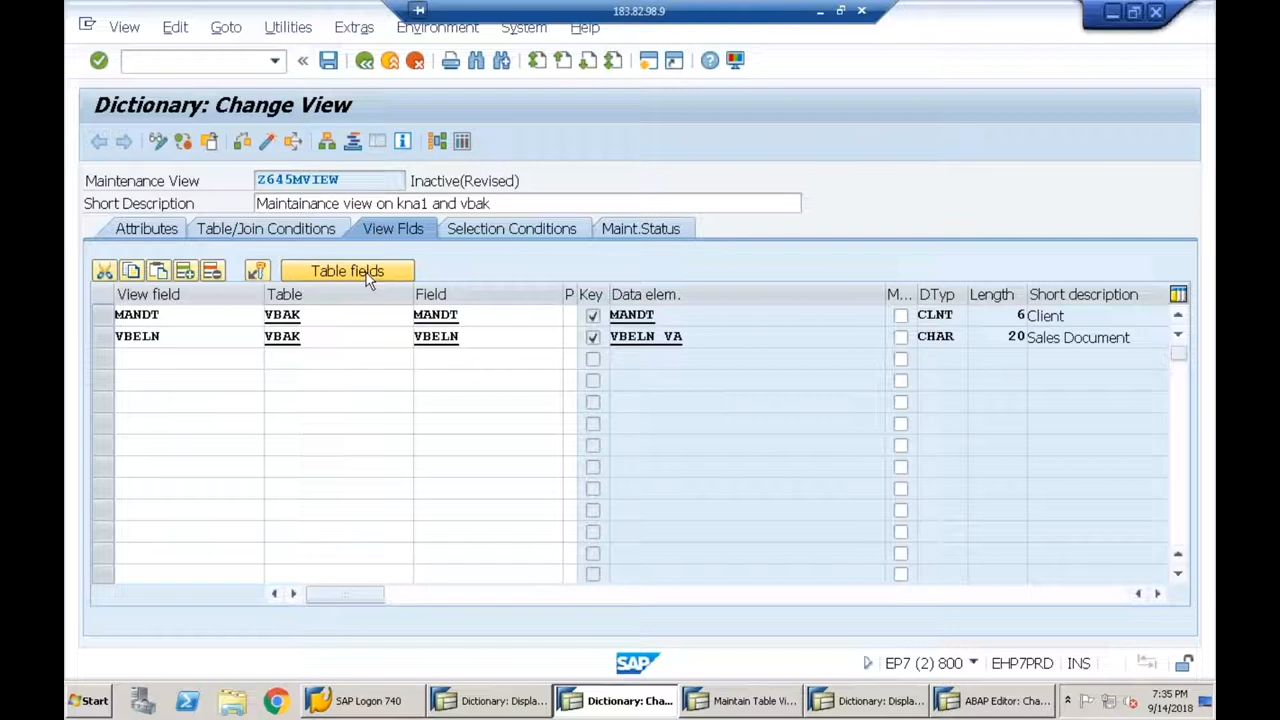 183.82.98.9
View Edit Goto Utilities Extras Environment System Help
Dictionary: Change View
Maintenance View Z645MVIEW Inactive(Revised)
Short Description Maintainance view on kna1 and vbak
Attributes Table/Join Conditions View Flds Selection Conditions Maint.Status
Table fields
View field Table Field P Key Data elem. M... DTyp Length Short description
MANDT VBAK MANDT MANDT CLNT 6 Client
VBELN VBAK VBELN VBELN_VA CHAR 20 Sales Document
SAP EP7 (2) 800 EHP7PRD INS
Start SAP Logon 740 Dictionary: Displa... Dictionary: Cha... Maintain Table Vi... Dictionary: Displa... ABAP Editor: Cha... 7:35 PM
9/14/2018